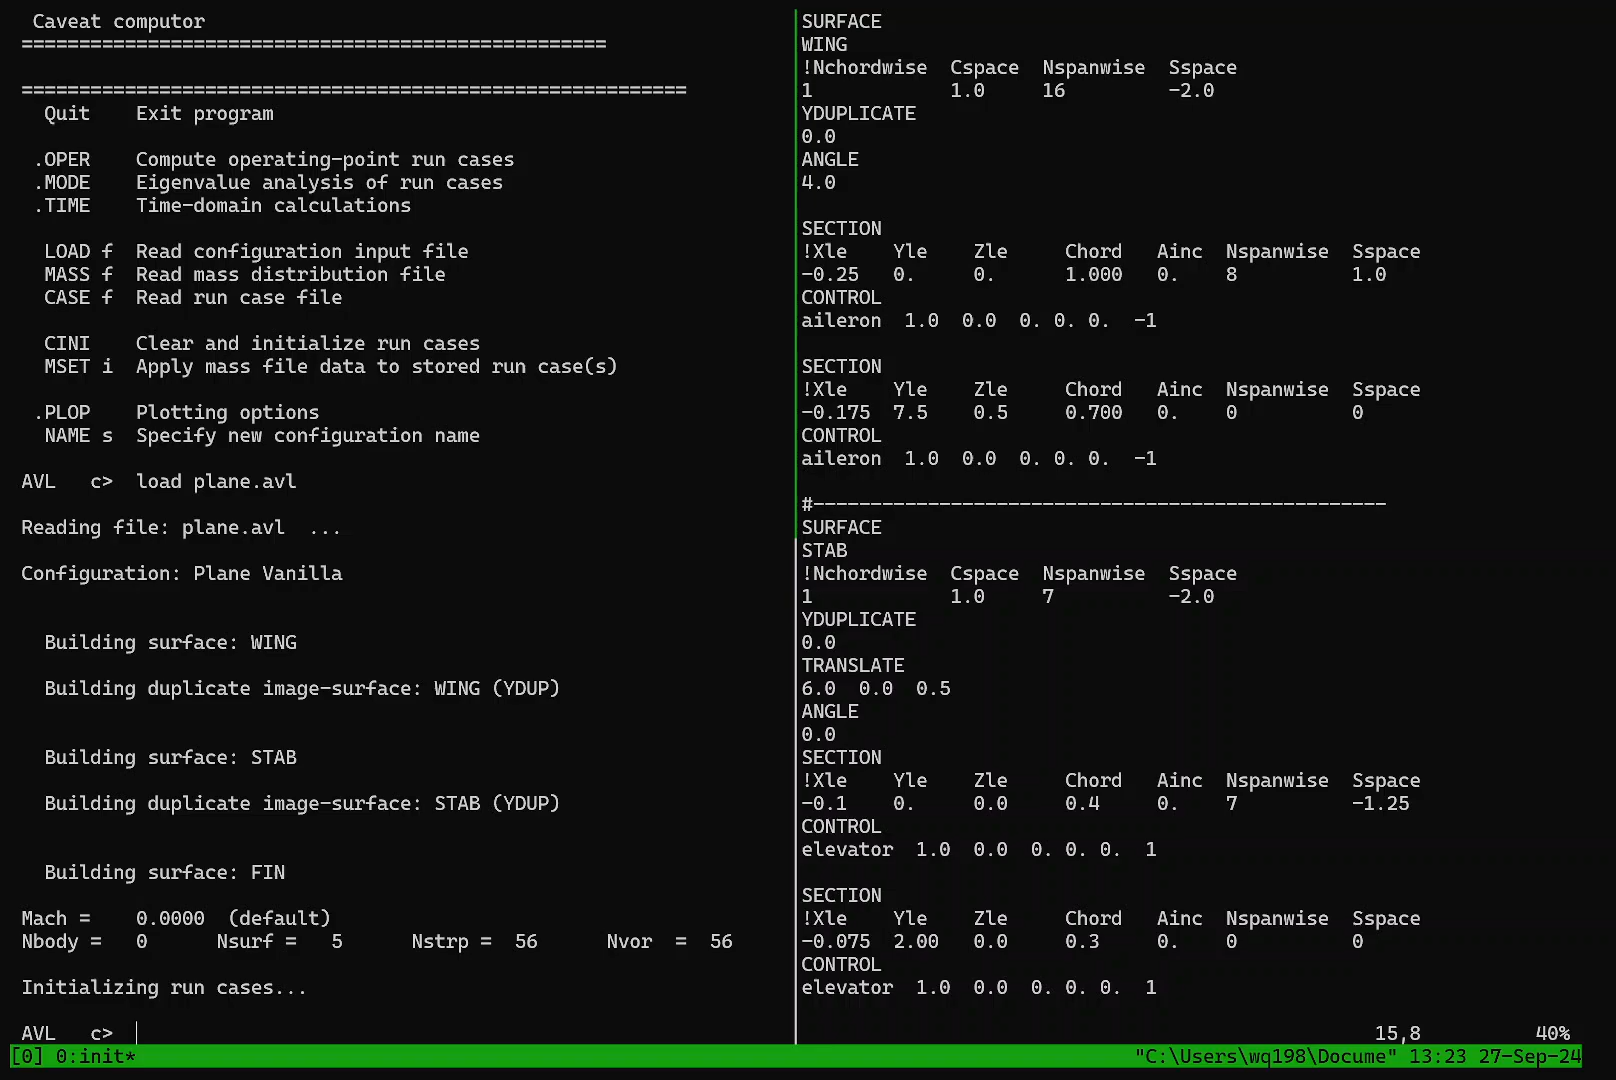 Caveat computor
===================================================

==========================================================
Quit    Exit program

.OPER    Compute operating-point run cases
.MODE    Eigenvalue analysis of run cases
.TIME    Time-domain calculations

LOAD f  Read configuration input file
MASS f  Read mass distribution file
CASE f  Read run case file

CINI    Clear and initialize run cases
MSET i  Apply mass file data to stored run case(s)

.PLOP    Plotting options
NAME s  Specify new configuration name

AVL   c>  load plane.avl

Reading file: plane.avl  ...

Configuration: Plane Vanilla

Building surface: WING

Building duplicate image-surface: WING (YDUP)

Building surface: STAB

Building duplicate image-surface: STAB (YDUP)

Building surface: FIN

Mach =    0.0000  (default)
Nbody =   0      Nsurf =   5      Nstrp =  56      Nvor  =  56

Initializing run cases...

AVL   c>

SURFACE
WING
!Nchordwise  Cspace  Nspanwise  Sspace
1            1.0     16         -2.0
YDUPLICATE
0.0
ANGLE
4.0

SECTION
!Xle    Yle    Zle     Chord   Ainc  Nspanwise  Sspace
-0.25   0.     0.      1.000   0.    8          1.0
CONTROL
aileron  1.0  0.0  0. 0. 0.  -1

SECTION
!Xle    Yle    Zle     Chord   Ainc  Nspanwise  Sspace
-0.175  7.5    0.5     0.700   0.    0          0
CONTROL
aileron  1.0  0.0  0. 0. 0.  -1

#--------------------------------------------------
SURFACE
STAB
!Nchordwise  Cspace  Nspanwise  Sspace
1            1.0     7          -2.0
YDUPLICATE
0.0
TRANSLATE
6.0  0.0  0.5
ANGLE
0.0
SECTION
!Xle    Yle    Zle     Chord   Ainc  Nspanwise  Sspace
-0.1    0.     0.0     0.4     0.    7          -1.25
CONTROL
elevator  1.0  0.0  0. 0. 0.  1

SECTION
!Xle    Yle    Zle     Chord   Ainc  Nspanwise  Sspace
-0.075  2.00   0.0     0.3     0.    0          0
CONTROL
elevator  1.0  0.0  0. 0. 0.  1

15,8          40%
[0] 0:init*    "C:\Users\wq198\Docume" 13:23 27-Sep-24